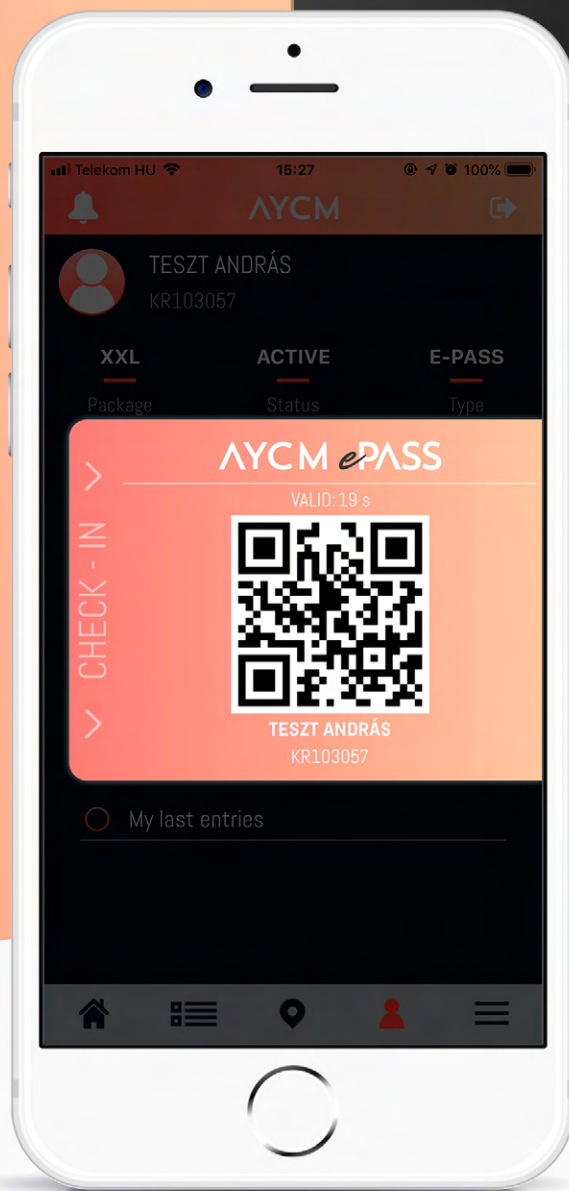 Telekom HU 15:27 100%
AYCM
TESZT ANDRÁS
KR103057
XXL ACTIVE E-PASS
Package Status Type
AYCM ePASS
VALID: 19 s
CHECK - IN
TESZT ANDRÁS
KR103057
My last entries